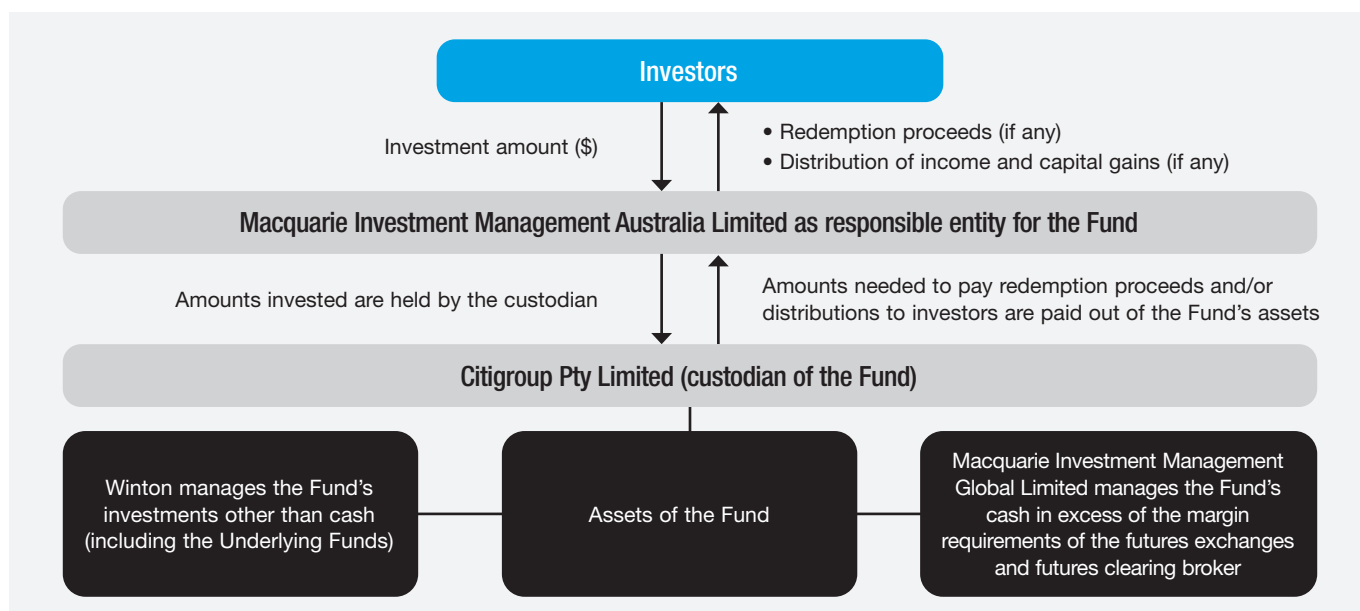 Investors
Investment amount ($)
• Redemption proceeds (if any)
• Distribution of income and capital gains (if any)
Macquarie Investment Management Australia Limited as responsible entity for the Fund
Amounts invested are held by the custodian
Amounts needed to pay redemption proceeds and/or
distributions to investors are paid out of the Fund's assets
Citigroup Pty Limited (custodian of the Fund)
Winton manages the Fund's
investments other than cash
(including the Underlying Funds)
Assets of the Fund
Macquarie Investment Management
Global Limited manages the Fund's
cash in excess of the margin
requirements of the futures exchanges
and futures clearing broker